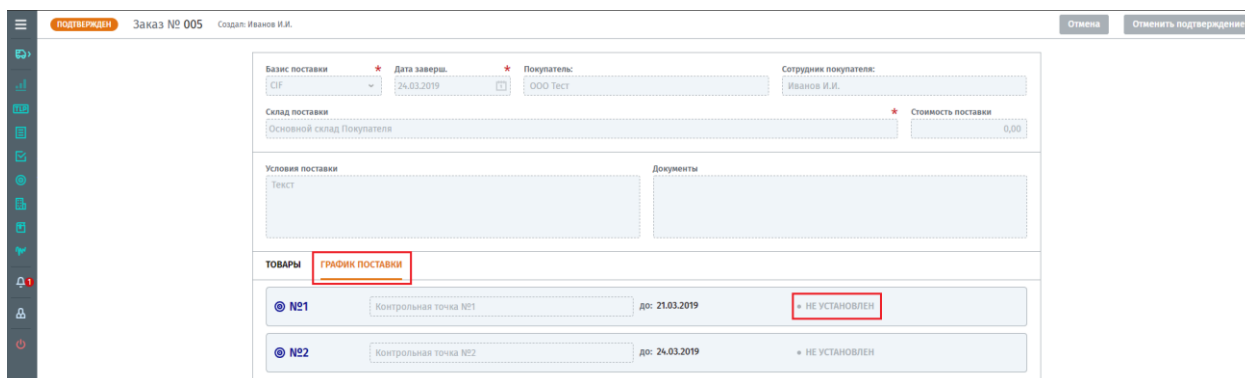 ПОДТВЕРЖДЕН Заказ № 005 Создал: Иванов И.И. Отмена Отменить подтверждение
Базис поставки * Дата заверш. * Покупатель: Сотрудник покупателя:
CIF 24.03.2019 ООО Тест Иванов И.И.
Склад поставки * Стоимость поставки
Основной склад Покупателя 0,00
Условия поставки Документы
Текст
ТОВАРЫ ГРАФИК ПОСТАВКИ
№1 Контрольная точка №1 до: 21.03.2019 • НЕ УСТАНОВЛЕН
1
№2 Контрольная точка №2 до: 24.03.2019 • НЕ УСТАНОВЛЕН